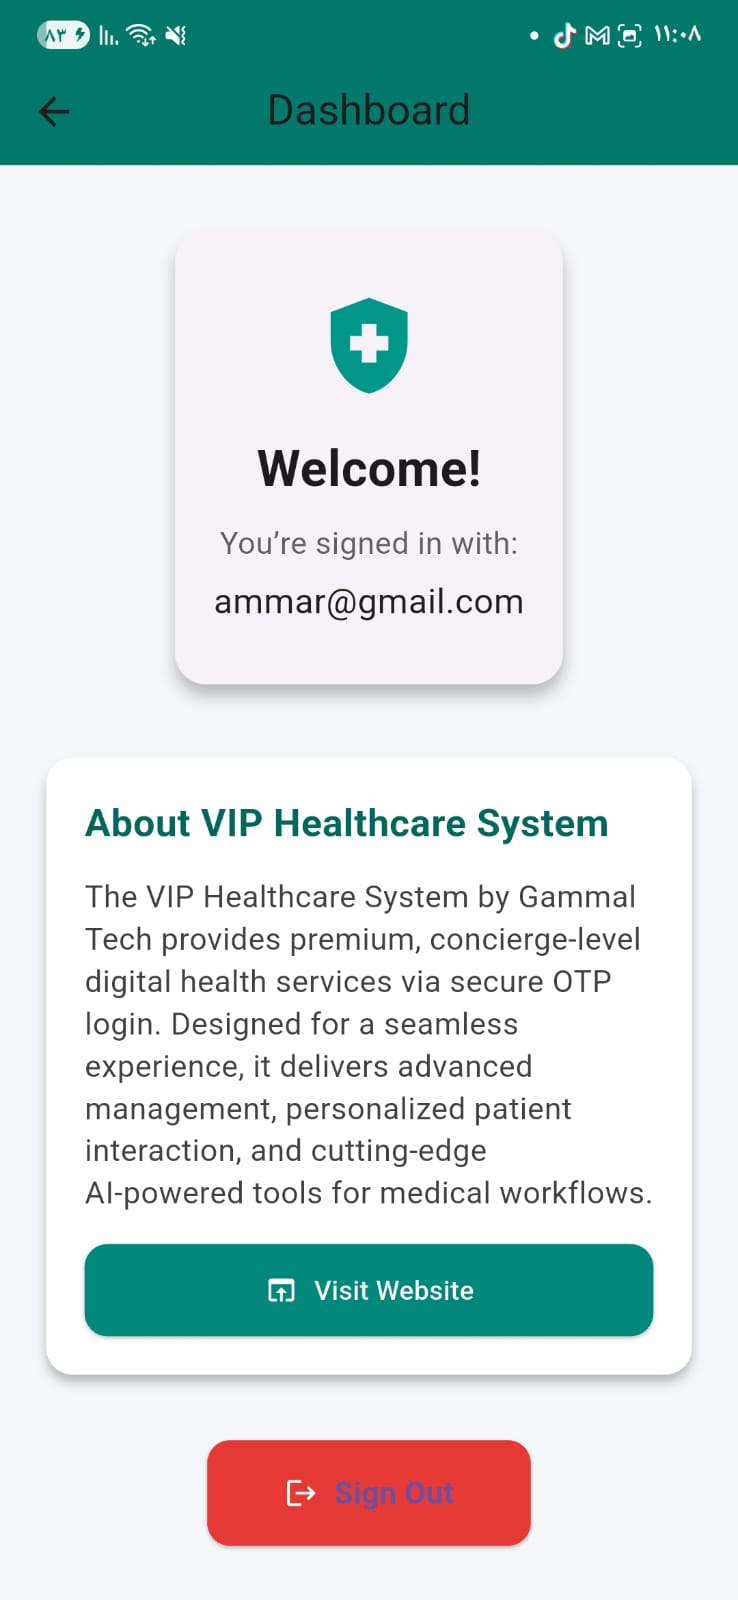 ٨٣
١١:٠٨
Dashboard
Welcome!
You’re signed in with:
ammar@gmail.com
About VIP Healthcare System
The VIP Healthcare System by Gammal
Tech provides premium, concierge-level
digital health services via secure OTP
login. Designed for a seamless
experience, it delivers advanced
management, personalized patient
interaction, and cutting-edge
AI-powered tools for medical workflows.
Visit Website
Sign Out